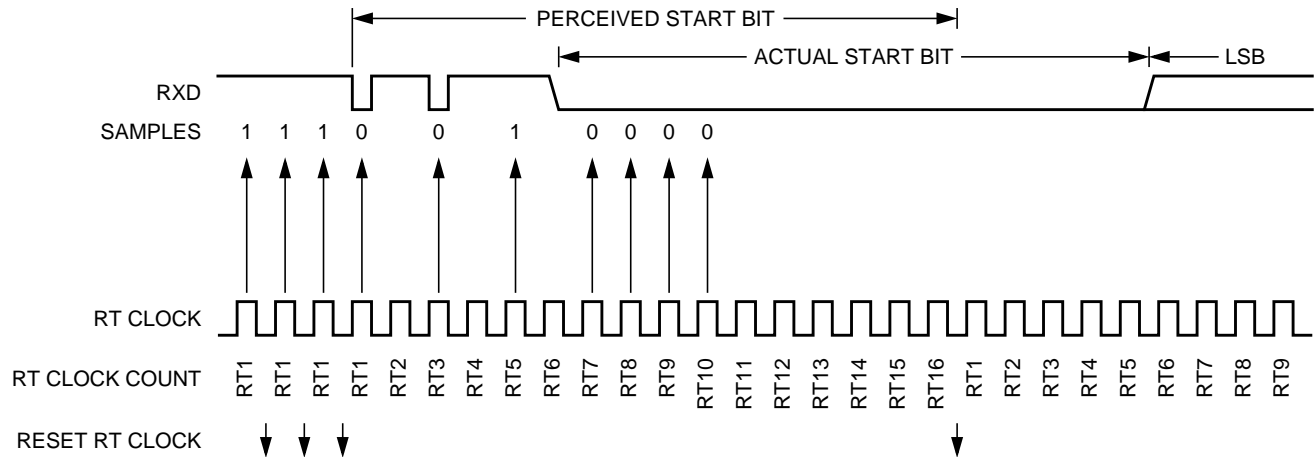 PERCEIVED START BIT
ACTUAL START BIT LSB
RXD
SAMPLES 1 1 1 0 0 1 0 0 0 0
RT CLOCK
RT CLOCK COUNT RT1 RT1 RT1 RT1 RT2 RT3 RT4 RT5 RT6 RT7 RT8 RT9 RT10 RT11 RT12 RT13 RT14 RT15 RT16 RT1 RT2 RT3 RT4 RT5 RT6 RT7 RT8 RT9
RESET RT CLOCK